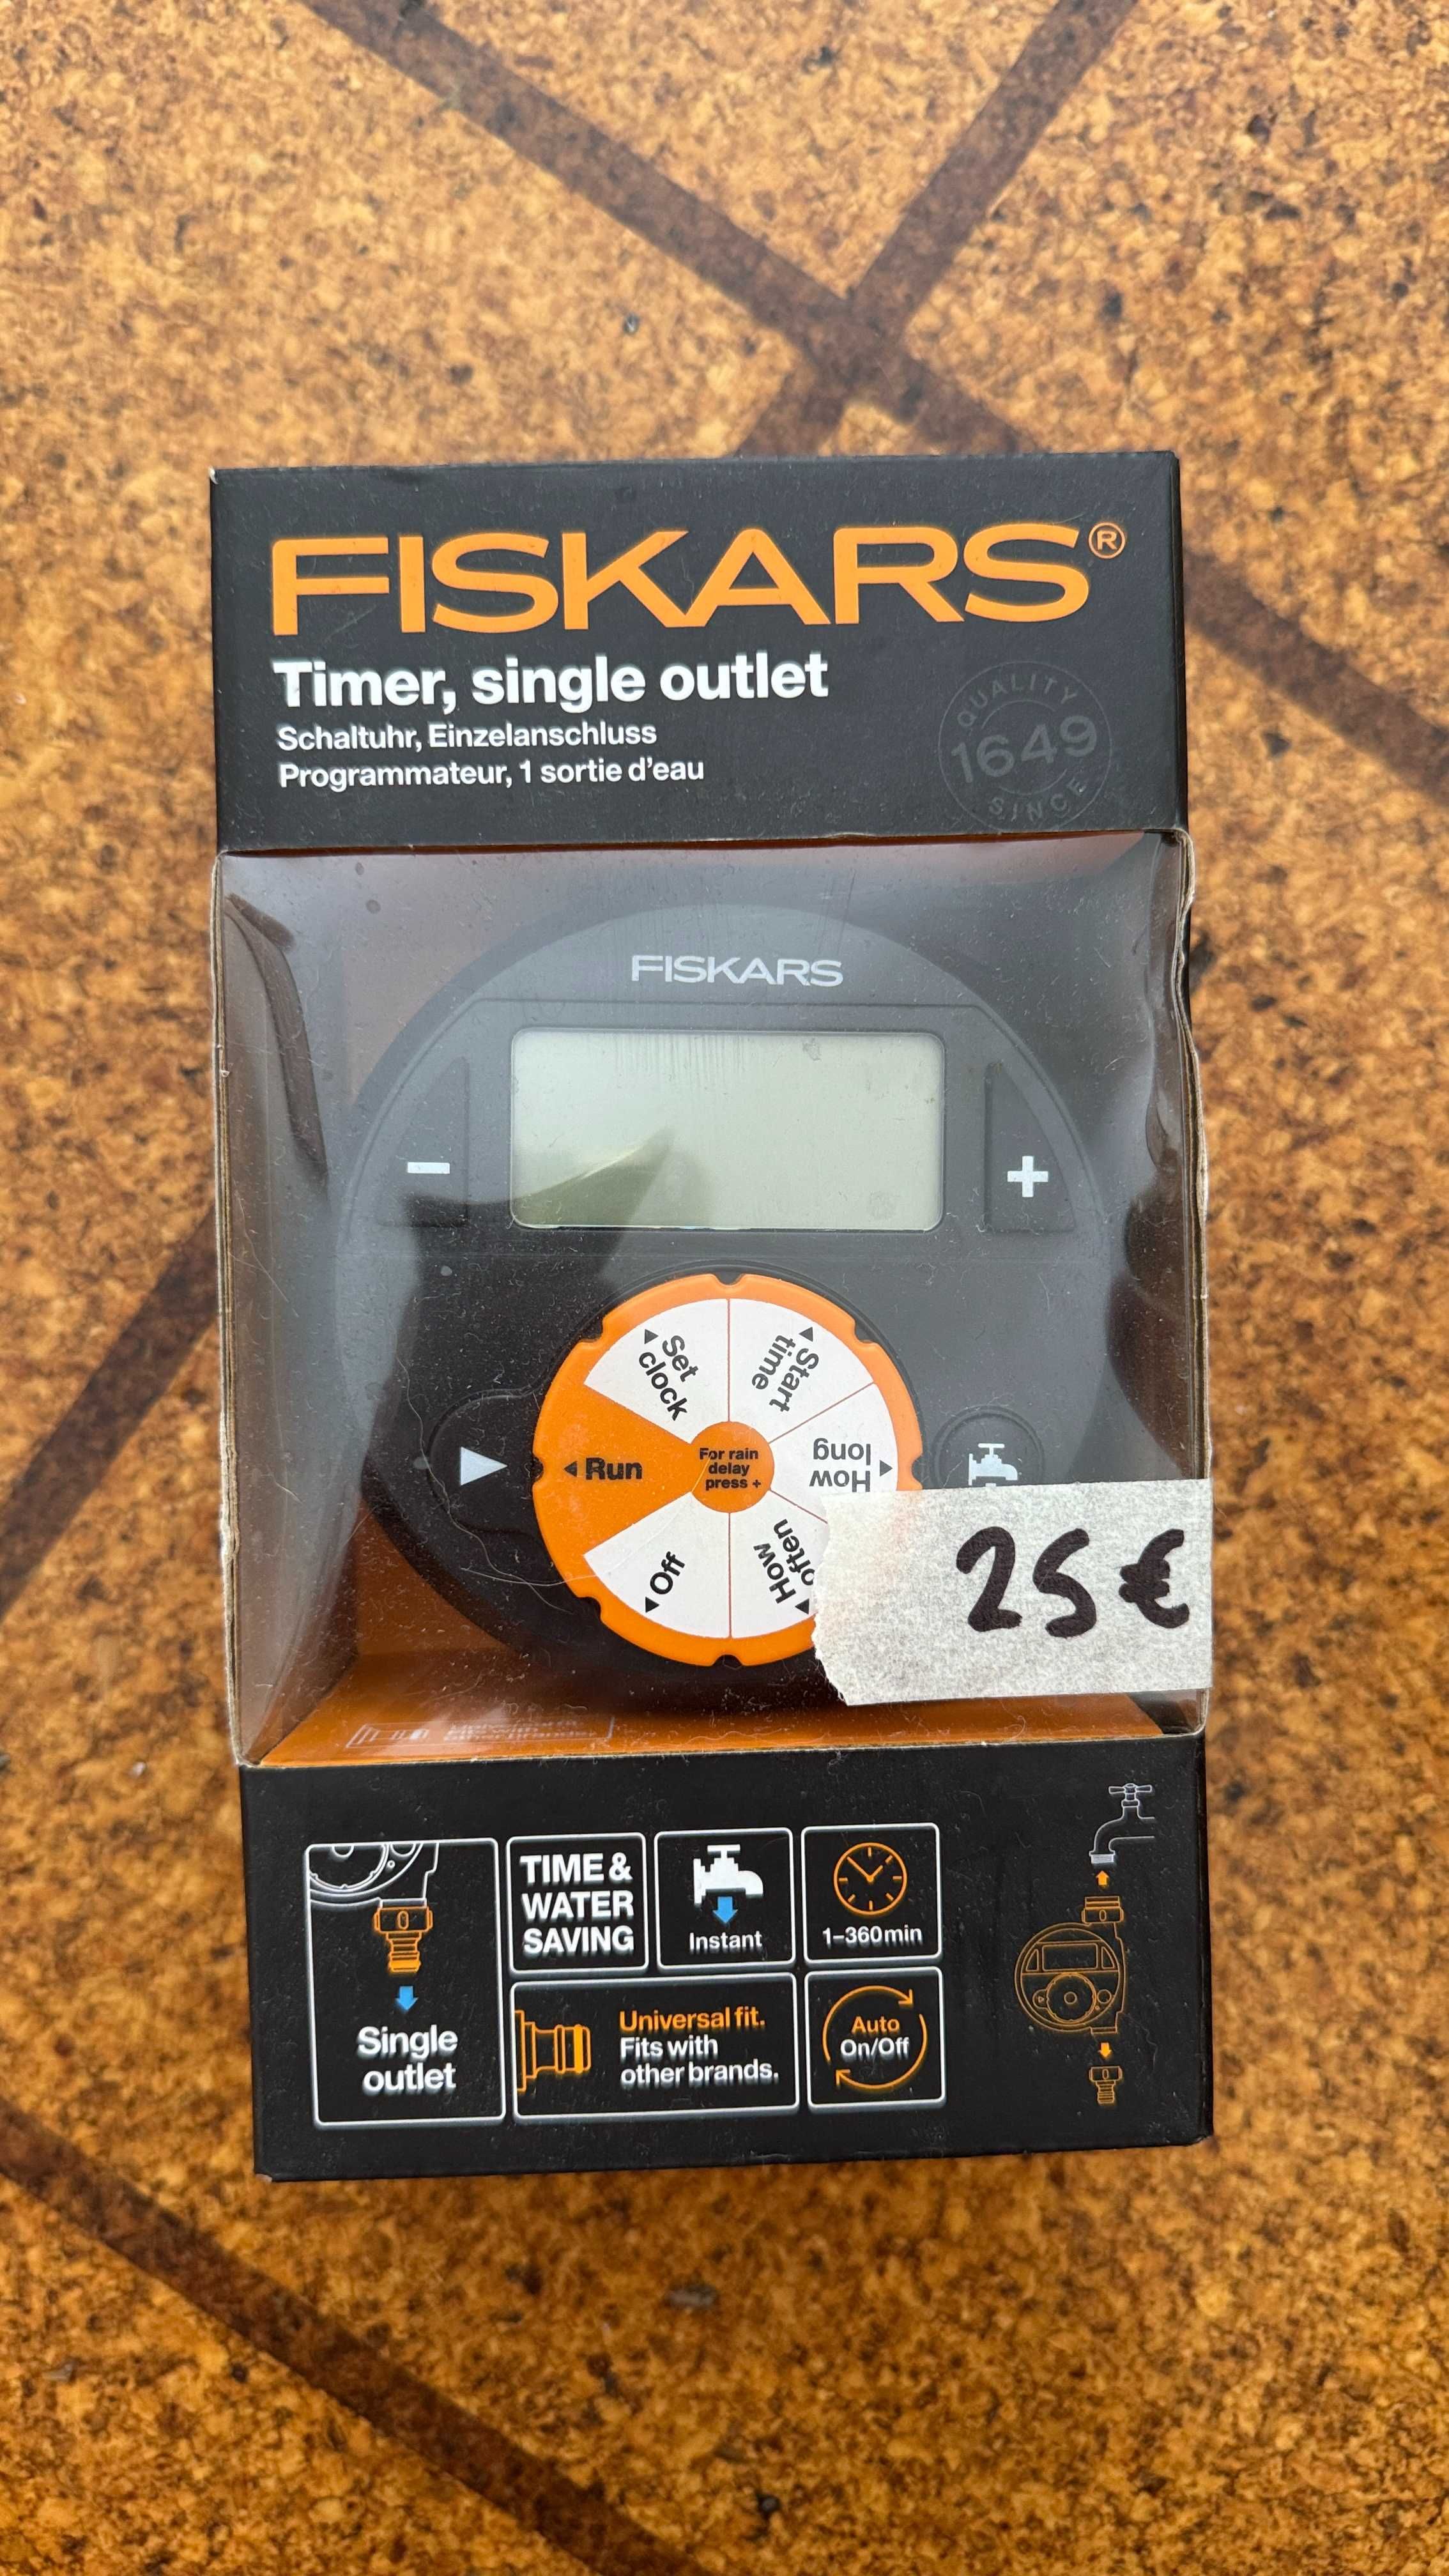 FISKARS®
Timer, single outlet
Schaltuhr, Einzelanschluss
Programmateur, 1 sortie d'eau
QUALITY
1649
SINCE
FISKARS
−
+
Set
clock
Start
time
How
long
How
often
Off
Run
For rain
delay
press +
25€
Single
outlet
TIME &
WATER
SAVING
Instant
1–360min
Universal fit.
Fits with
other brands.
Auto
On/Off